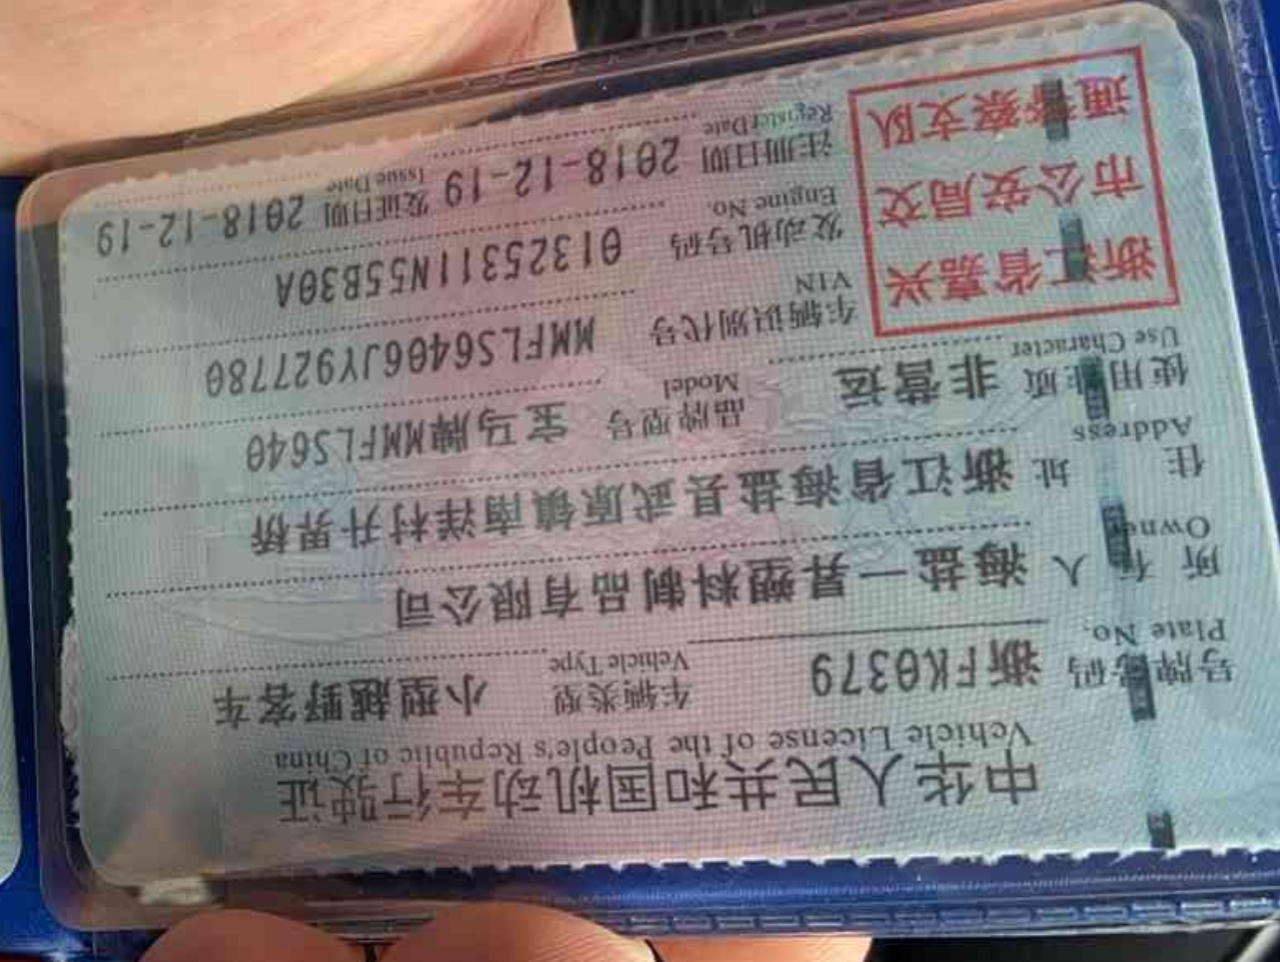 中华人民共和国机动车行驶证
Vehicle License of the People's Republic of China
号牌号码 浙FK0379 车辆类型 小型越野客车
Plate No. Vehicle Type
所有人 海盐一昇塑料制品有限公司
Owner
住址 浙江省海盐县武原镇南洋村升界桥
Address
使用性质 非营运 品牌型号 宝马牌MMFLS640
Use Character Model
车辆识别代号 MMFLS6406JY927780
VIN
发动机号码 01325311N55B30A
Engine No.
注册日期 2018-12-19 发证日期 2018-12-19
Register Date Issue Date
浙江省嘉兴
市公安局交
通警察支队